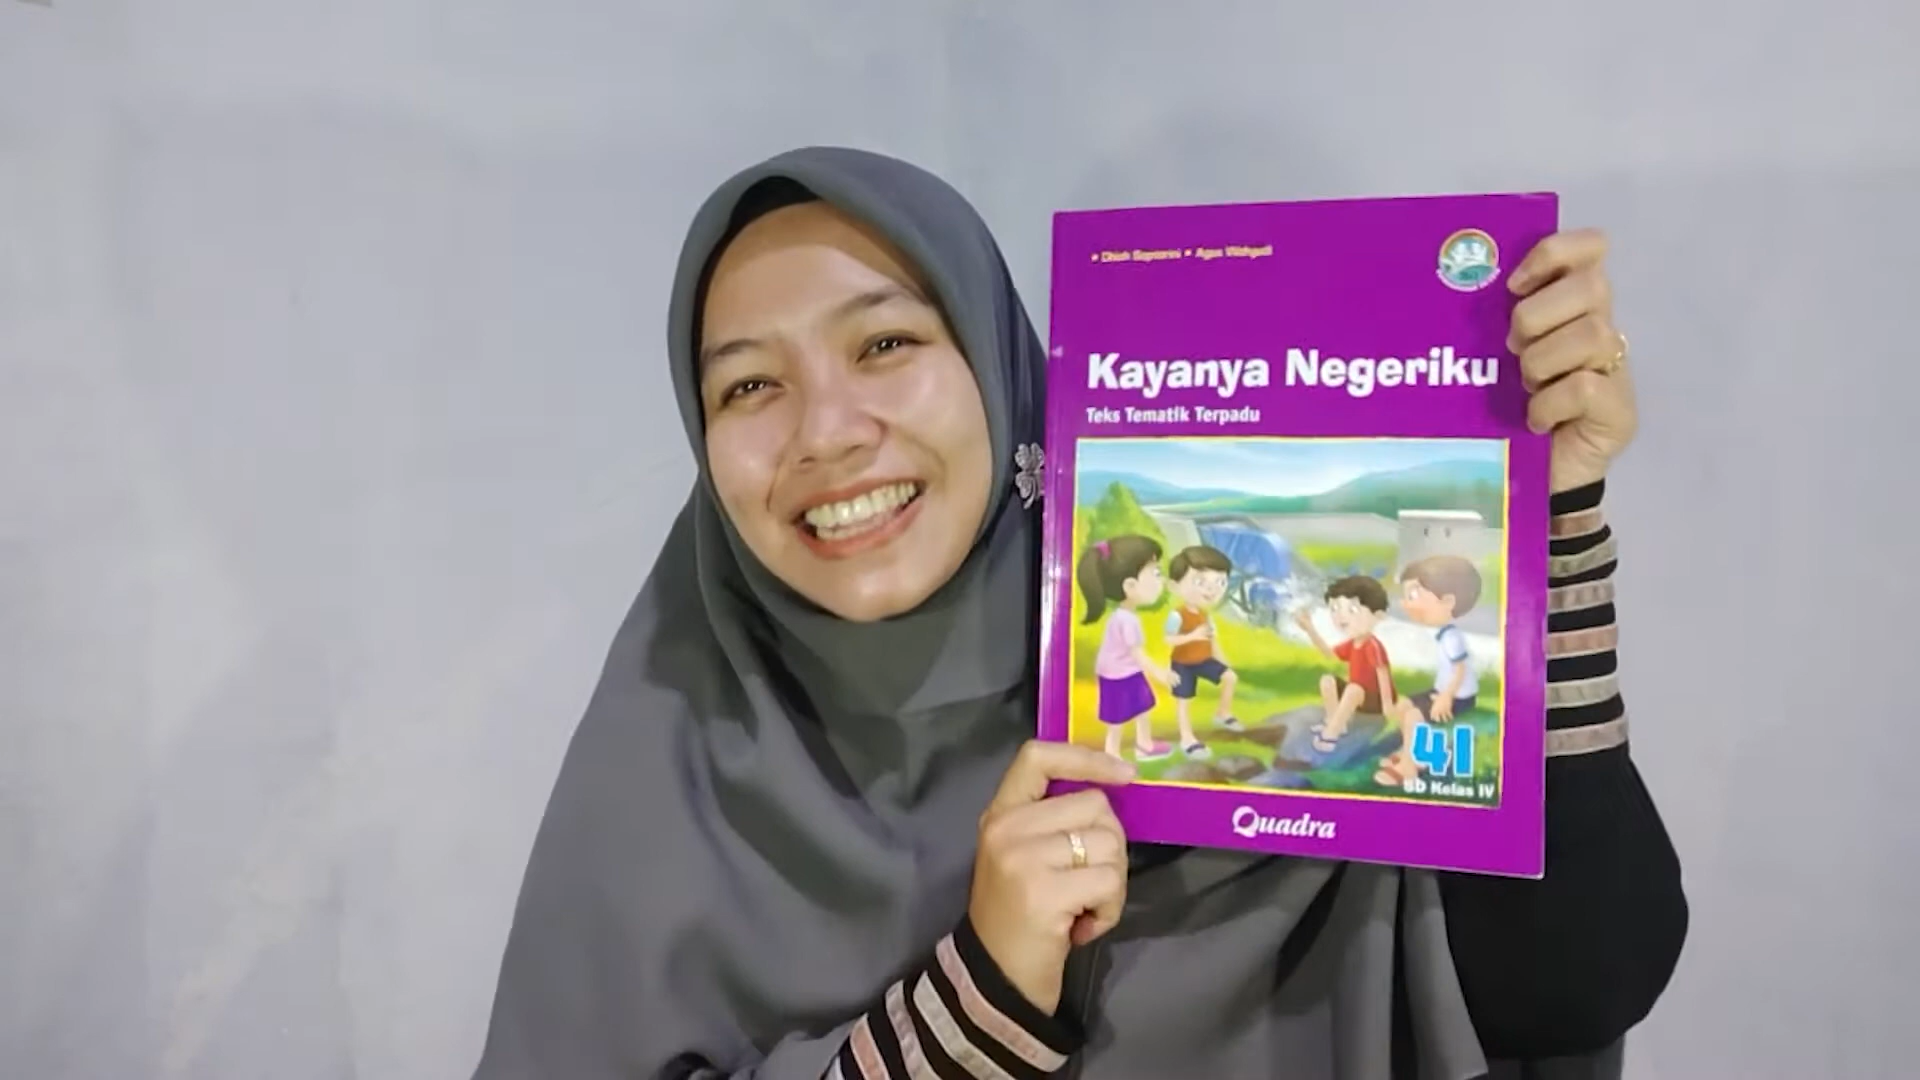 Kayanya Negeriku
Teks Tematik Terpadu
4I
SD Kelas IV
Quadra